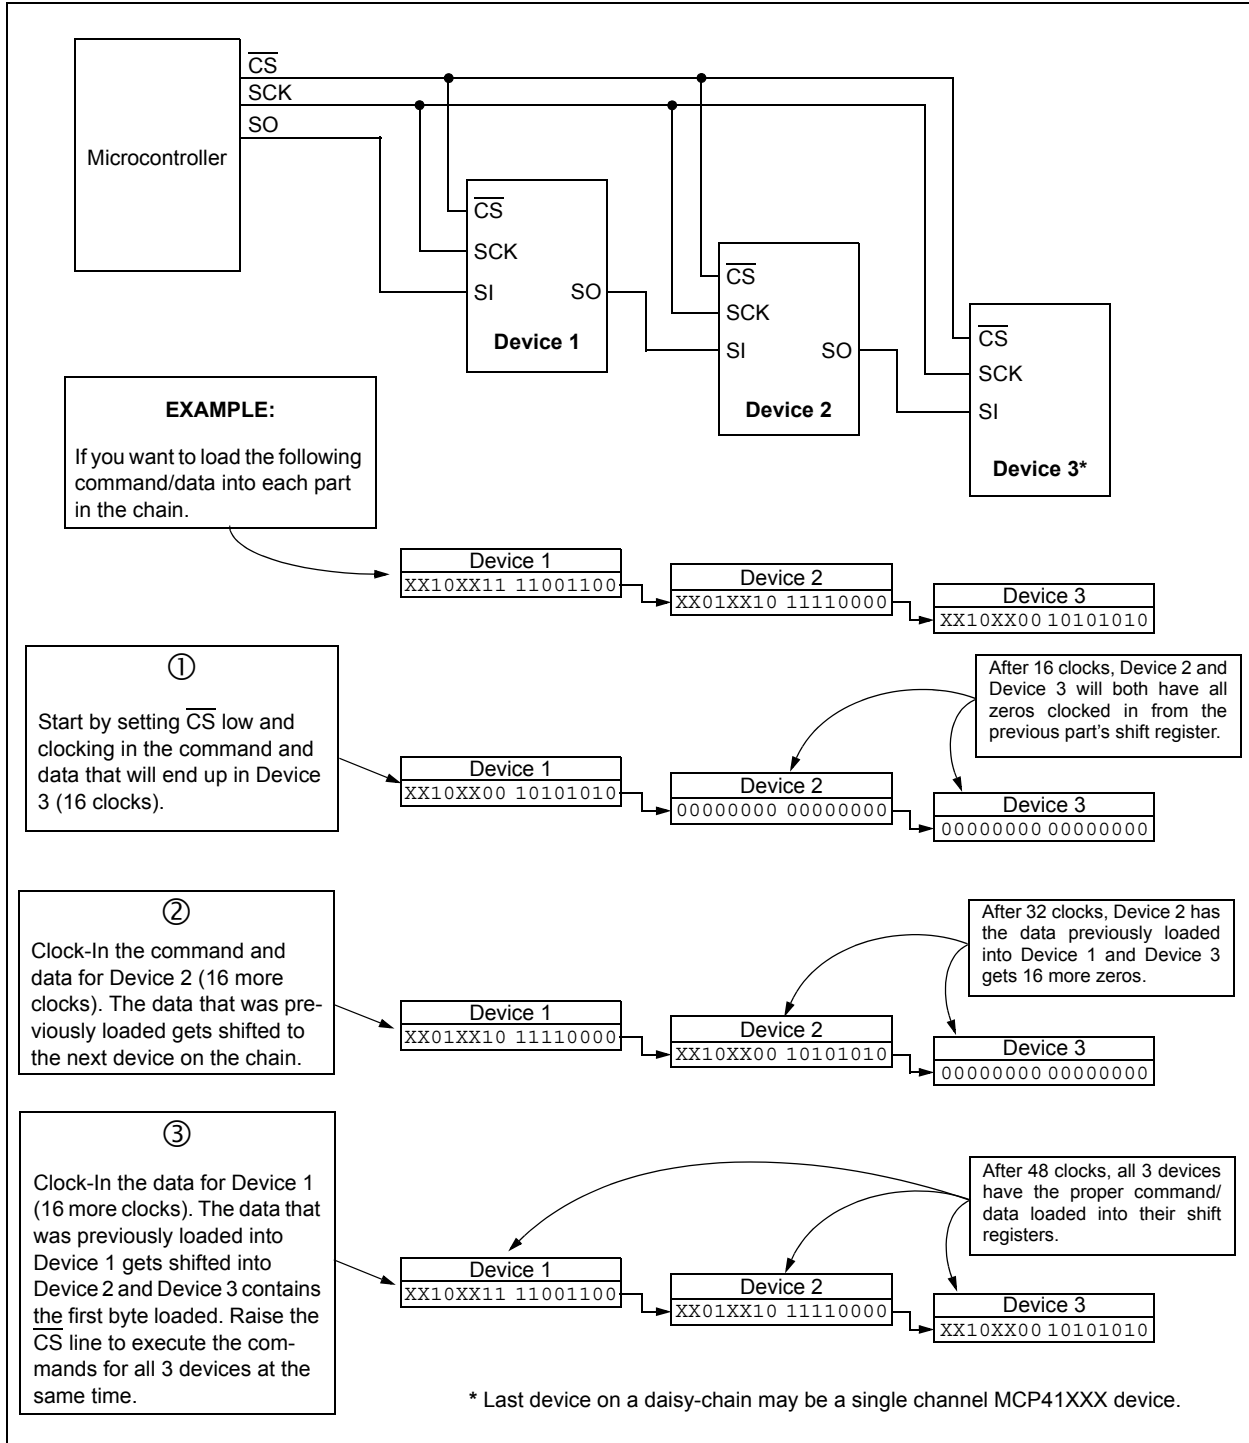 CS
SCK
SO
Microcontroller
CS
SCK
SI SO
Device 1
CS
SCK
SI SO
Device 2
CS
SCK
SI
Device 3*
EXAMPLE:
If you want to load the following
command/data into each part
in the chain.
Device 1
XX10XX11 11001100
Device 2
XX01XX10 11110000
Device 3
XX10XX00 10101010
①
Start by setting CS low and
clocking in the command and
data that will end up in Device
3 (16 clocks).
After 16 clocks, Device 2 and
Device 3 will both have all
zeros clocked in from the
previous part's shift register.
Device 1
XX10XX00 10101010
Device 2
00000000 00000000
Device 3
00000000 00000000
②
Clock-In the command and
data for Device 2 (16 more
clocks). The data that was pre-
viously loaded gets shifted to
the next device on the chain.
After 32 clocks, Device 2 has
the data previously loaded
into Device 1 and Device 3
gets 16 more zeros.
Device 1
XX01XX10 11110000
Device 2
XX10XX00 10101010
Device 3
00000000 00000000
③
Clock-In the data for Device 1
(16 more clocks). The data that
was previously loaded into
Device 1 gets shifted into
Device 2 and Device 3 contains
the first byte loaded. Raise the
CS line to execute the com-
mands for all 3 devices at the
same time.
After 48 clocks, all 3 devices
have the proper command/
data loaded into their shift
registers.
Device 1
XX10XX11 11001100
Device 2
XX01XX10 11110000
Device 3
XX10XX00 10101010
* Last device on a daisy-chain may be a single channel MCP41XXX device.